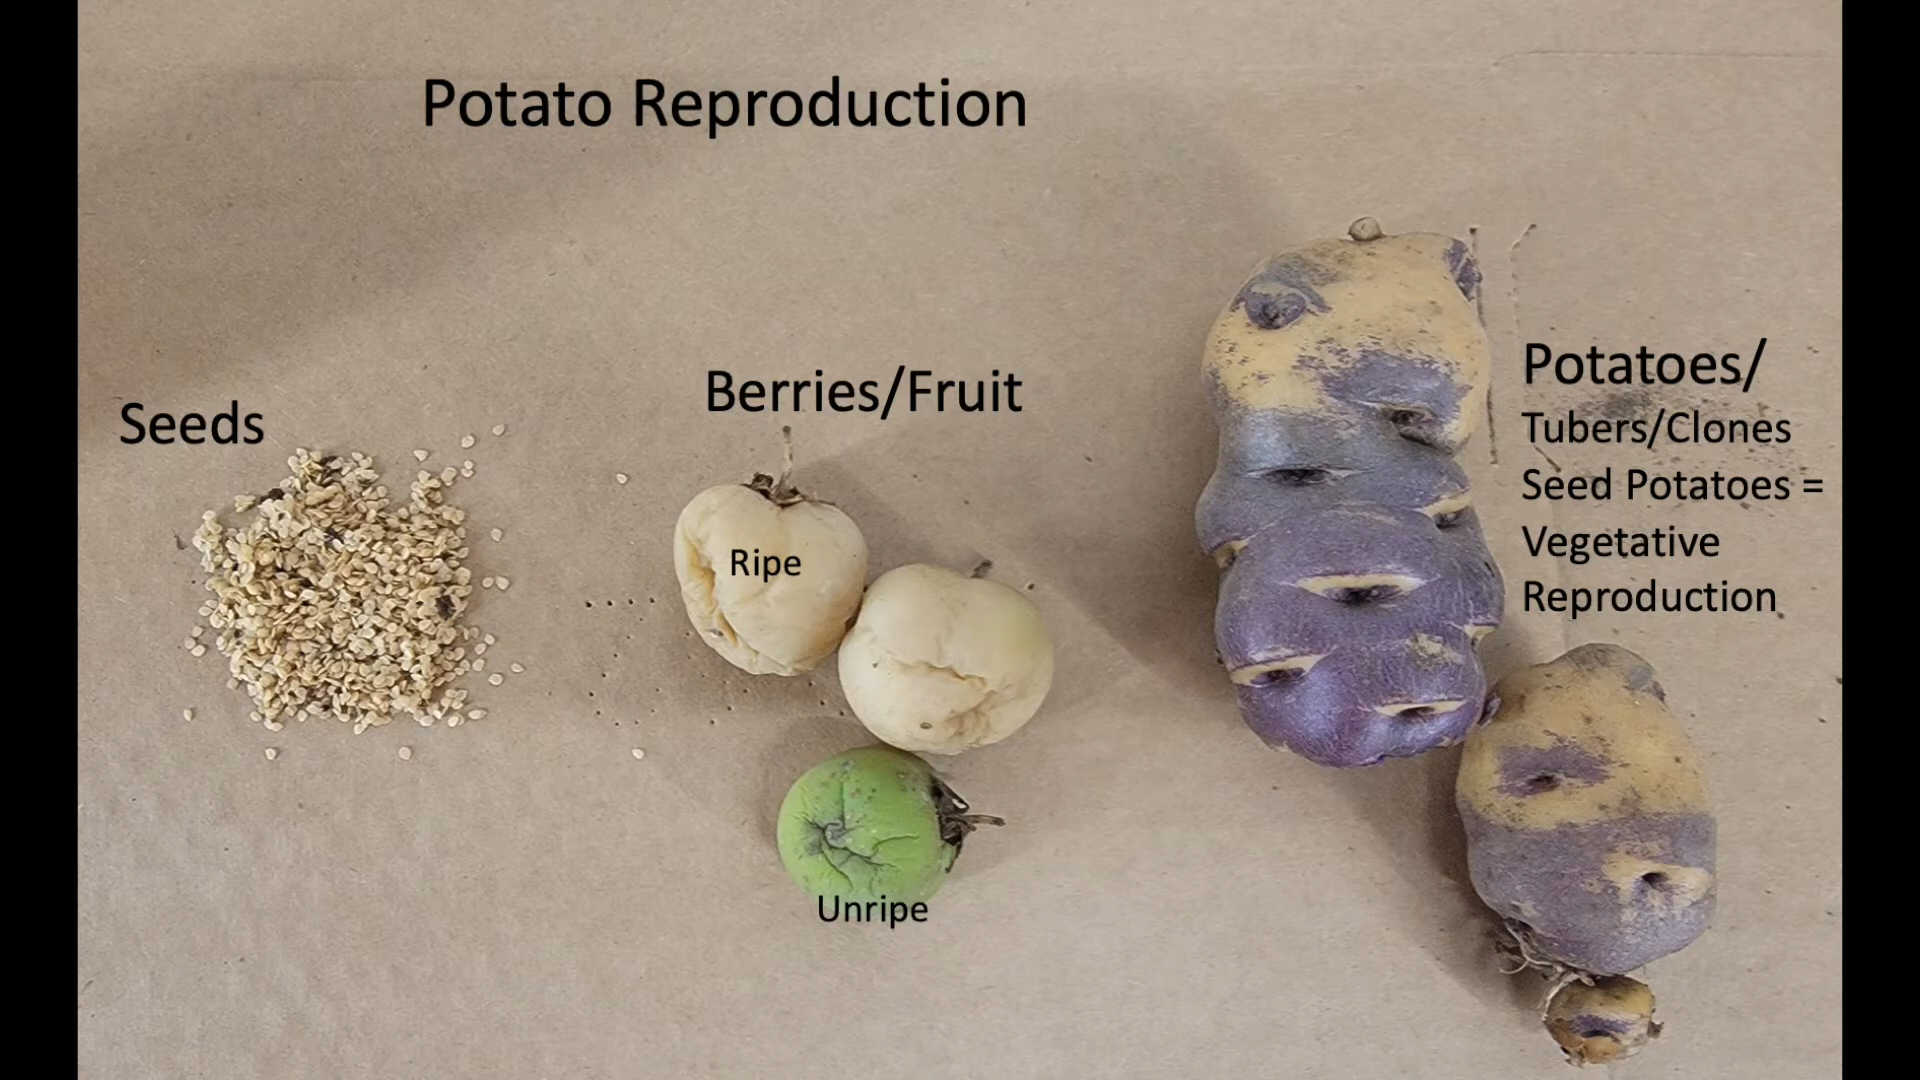 Potato Reproduction
Seeds
Berries/Fruit
Ripe
Unripe
Potatoes/
Tubers/Clones
Seed Potatoes =
Vegetative
Reproduction